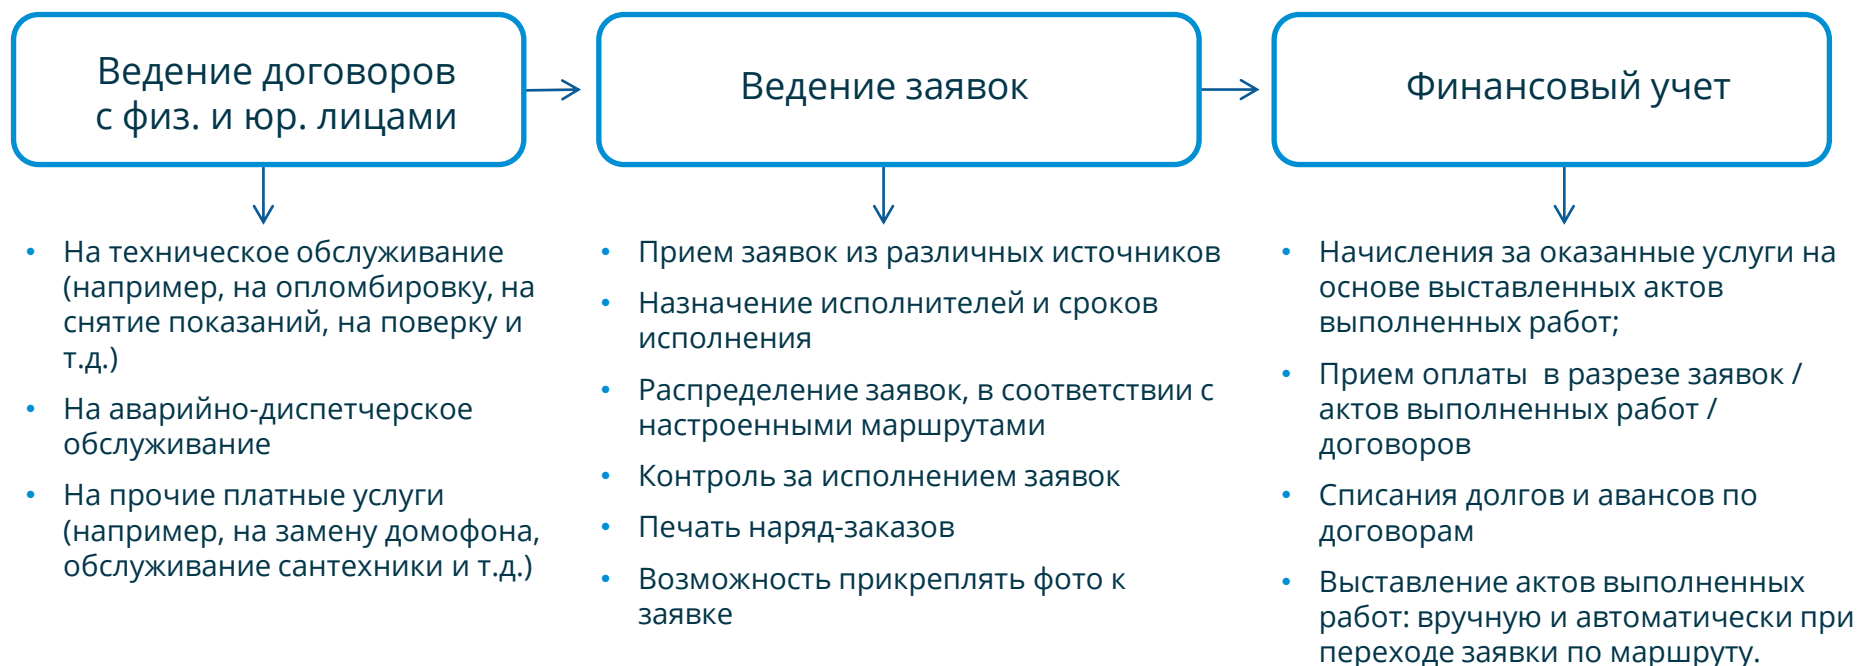 Ведение договоров
с физ. и юр. лицами
• На техническое обслуживание
(например, на опломбировку, на
снятие показаний, на поверку и
т.д.)
• На аварийно-диспетчерское
обслуживание
• На прочие платные услуги
(например, на замену домофона,
обслуживание сантехники и т.д.)
Ведение заявок
• Прием заявок из различных источников
• Назначение исполнителей и сроков
исполнения
• Распределение заявок, в соответствии с
настроенными маршрутами
• Контроль за исполнением заявок
• Печать наряд-заказов
• Возможность прикреплять фото к
заявке
Финансовый учет
• Начисления за оказанные услуги на
основе выставленных актов
выполненных работ;
• Прием оплаты  в разрезе заявок /
актов выполненных работ /
договоров
• Списания долгов и авансов по
договорам
• Выставление актов выполненных
работ: вручную и автоматически при
переходе заявки по маршруту.